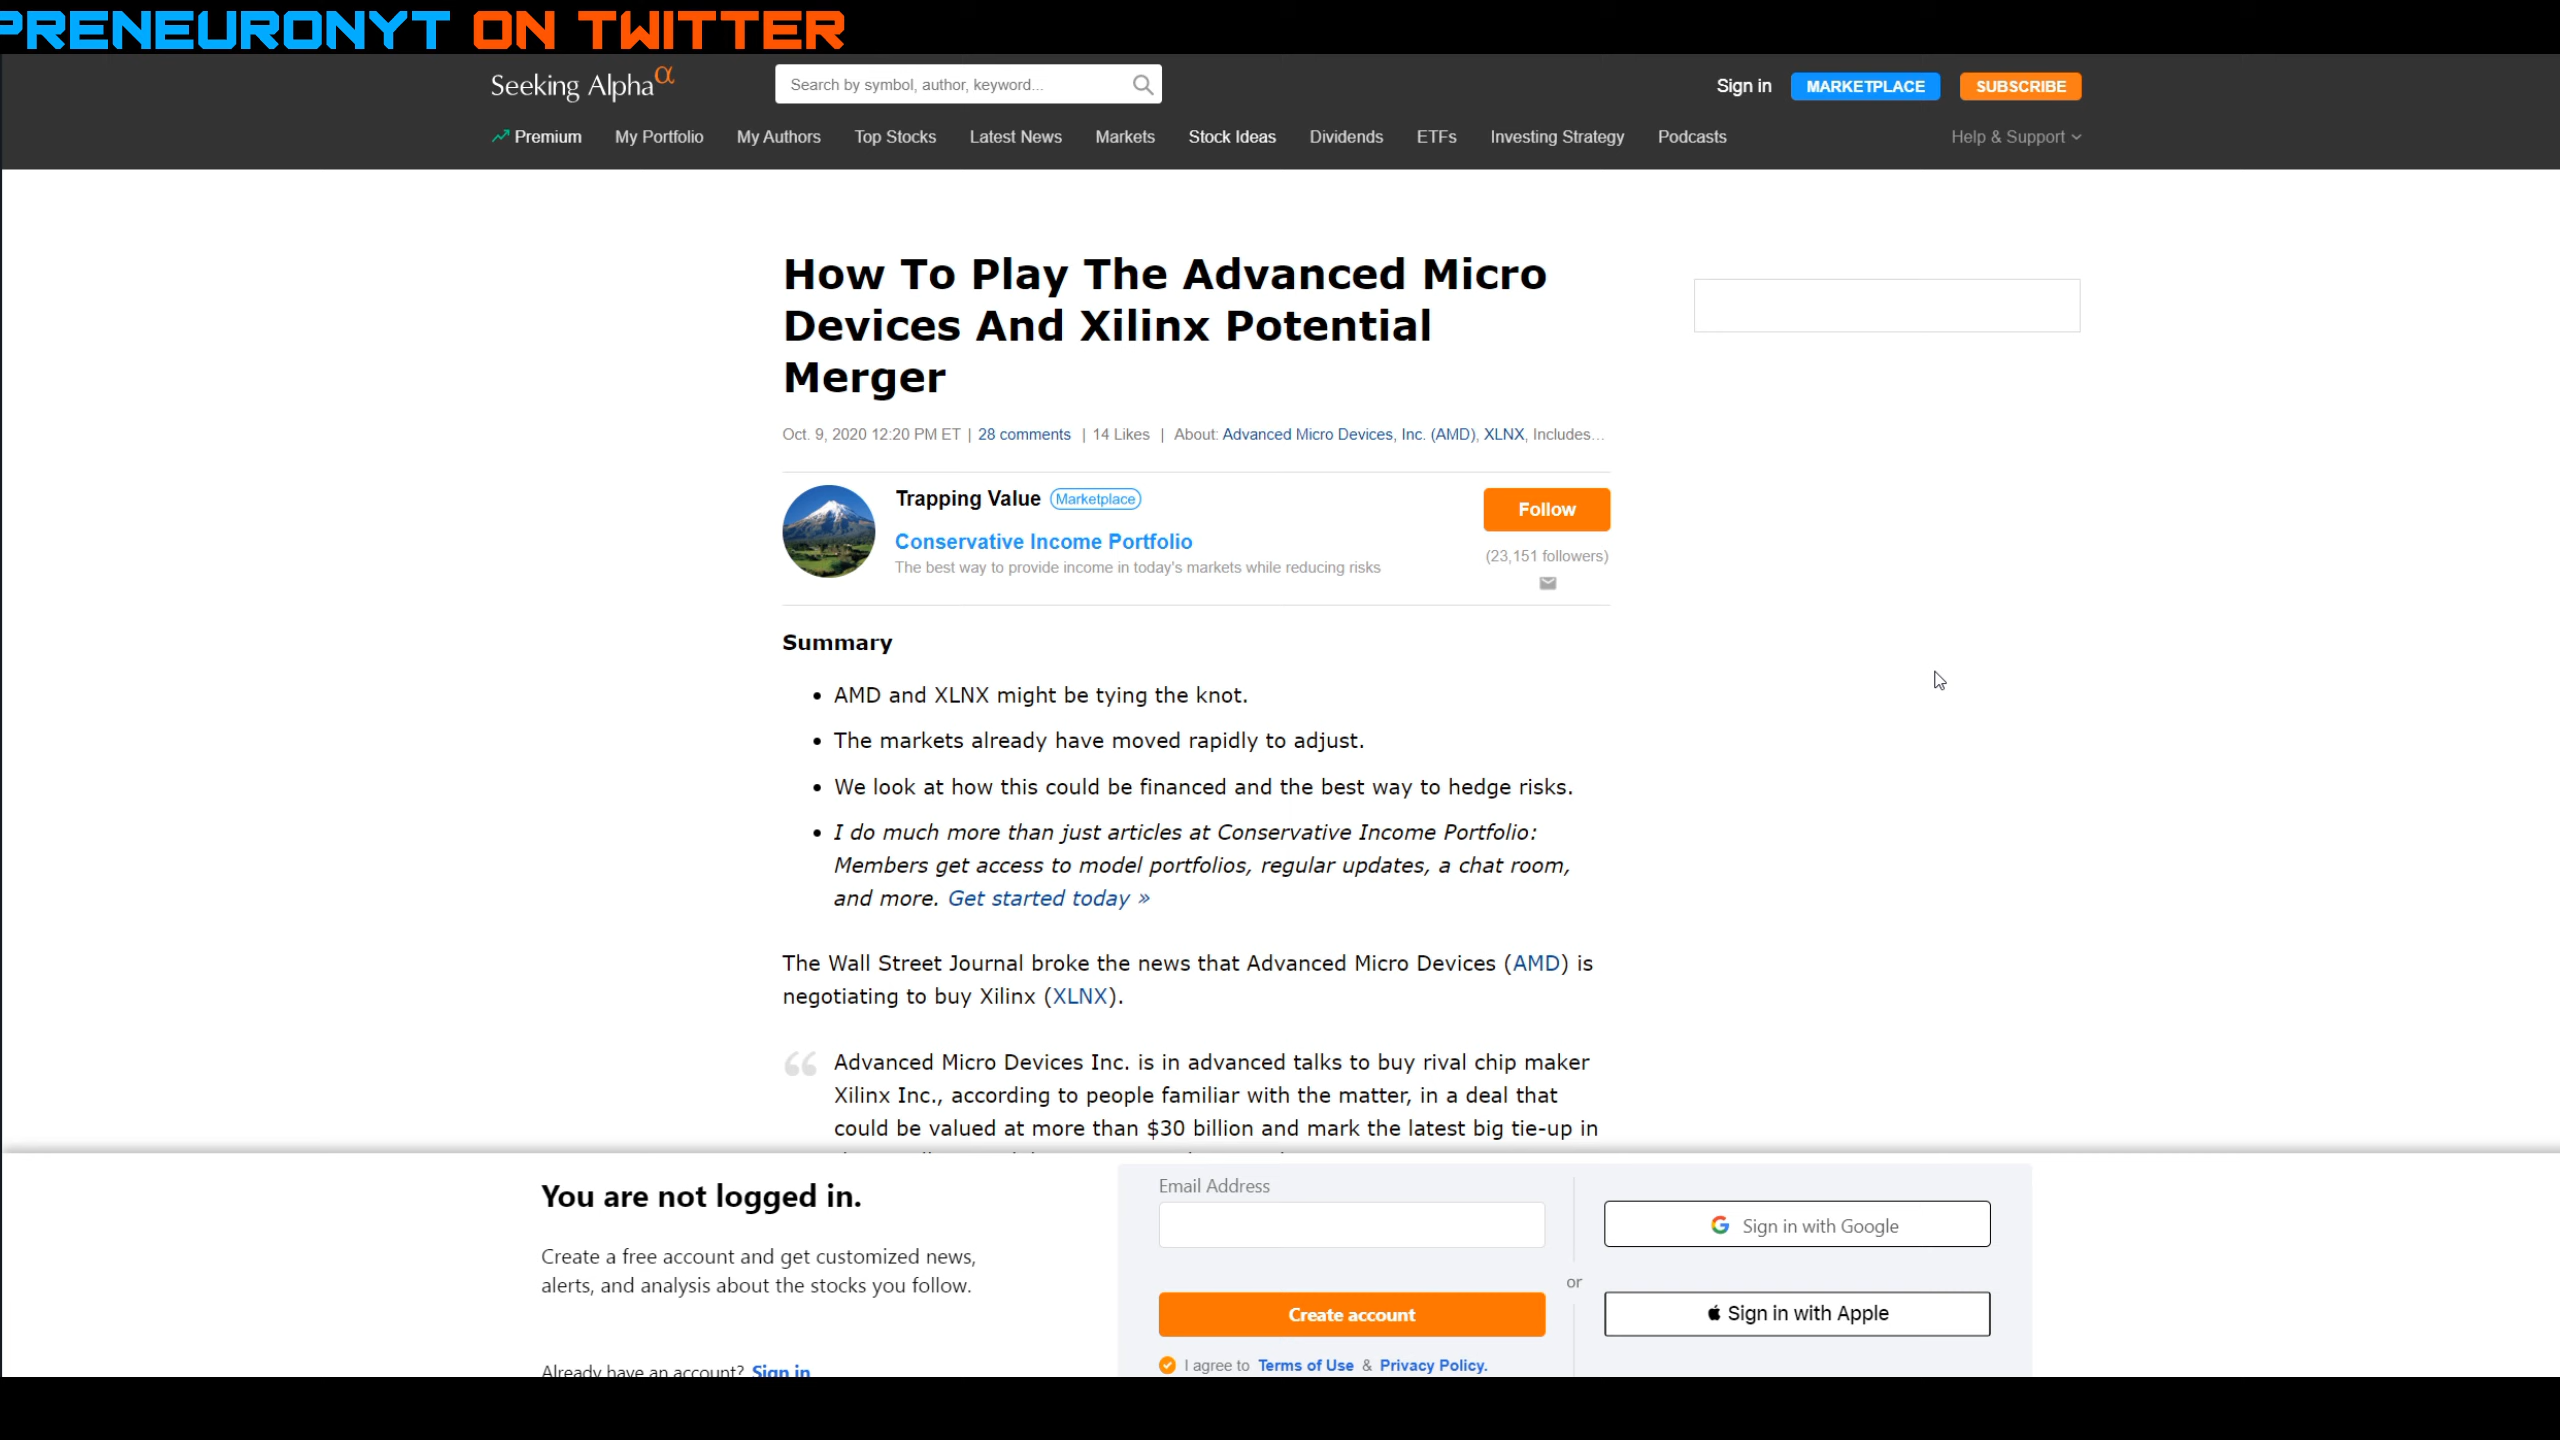 PRENEURONYT ON TWITTER
Seeking Alpha α
Search by symbol, author, keyword...
Sign in
MARKETPLACE
SUBSCRIBE
Premium My Portfolio My Authors Top Stocks Latest News Markets Stock Ideas Dividends ETFs Investing Strategy Podcasts Help & Support
How To Play The Advanced Micro
Devices And Xilinx Potential
Merger
Oct. 9, 2020 12:20 PM ET | 28 comments | 14 Likes | About: Advanced Micro Devices, Inc. (AMD), XLNX, Includes...
Trapping Value Marketplace
Conservative Income Portfolio
The best way to provide income in today's markets while reducing risks
Follow
(23,151 followers)
Summary
• AMD and XLNX might be tying the knot.
• The markets already have moved rapidly to adjust.
• We look at how this could be financed and the best way to hedge risks.
• I do much more than just articles at Conservative Income Portfolio:
Members get access to model portfolios, regular updates, a chat room,
and more. Get started today »
The Wall Street Journal broke the news that Advanced Micro Devices (AMD) is
negotiating to buy Xilinx (XLNX).
“ Advanced Micro Devices Inc. is in advanced talks to buy rival chip maker
Xilinx Inc., according to people familiar with the matter, in a deal that
could be valued at more than $30 billion and mark the latest big tie-up in
You are not logged in.
Create a free account and get customized news,
alerts, and analysis about the stocks you follow.
Already have an account? Sign in
Email Address
Create account
I agree to Terms of Use & Privacy Policy.
or
Sign in with Google
Sign in with Apple